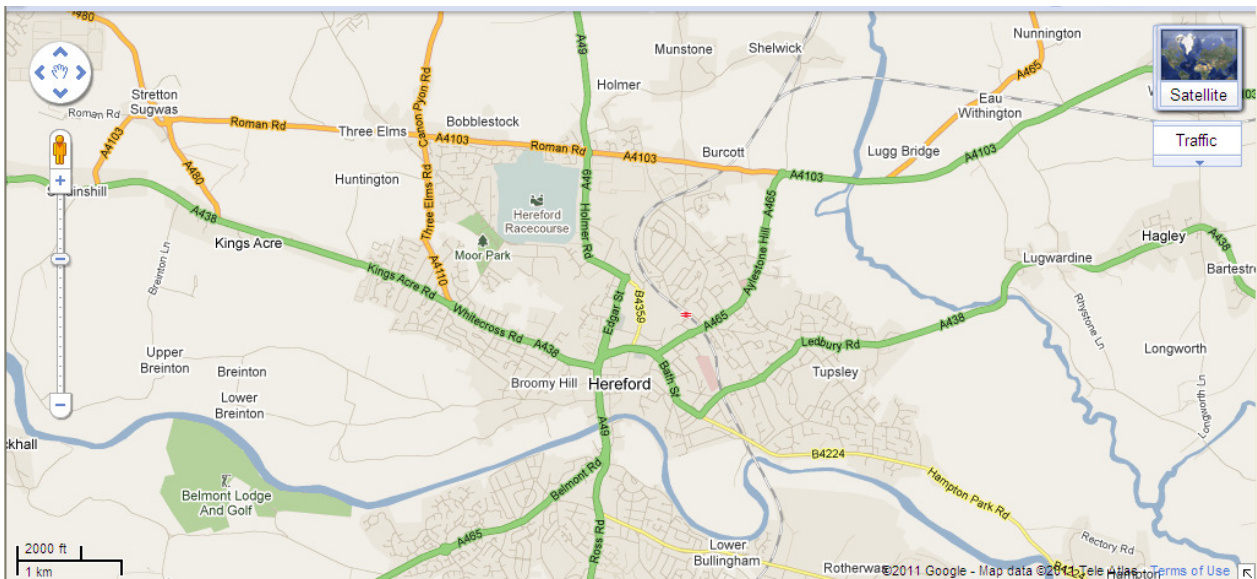 A480
A49
Canon Pyon Rd
Munstone
Shelwick
Nunnington
A465
Satellite
Traffic
Stretton
Sugwas
Roman Rd
Roman Rd
Three Elms
Bobblestock
Holmer
Eau
Withington
A4103
A4103
Roman Rd
A4103
Burcott
Lugg Bridge
A4103
A4103
A480
Huntington
Three Elms Rd
A49
Holmer Rd
Hereford
Racecourse
A465
Aylestone Hill
A438
Kings Acre
Moor Park
A4110
Hagley
A438
Lugwardine
Breinton Ln
Kings Acre Rd
Whitecross Rd
A438
Edgar St
B4359
A465
A438
Ledbury Rd
Rhystone Ln
Longworth
Upper
Breinton
Breinton
Lower
Breinton
Broomy Hill
Hereford
Bath St
Tupsley
Longworth Ln
A49
B4224
Hampton Park Rd
Belmont Lodge
And Golf
Belmont Rd
A465
Ross Rd
Lower
Bullingham
Rectory Rd
2000 ft
1 km
©2011 Google - Map data ©2011 Tele Atlas - Terms of Use
Hampton